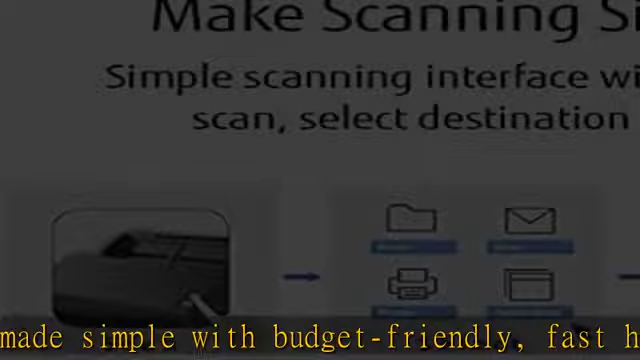 Make Scanning Si
Simple scanning interface wi
scan, select destination
made simple with budget-friendly, fast h